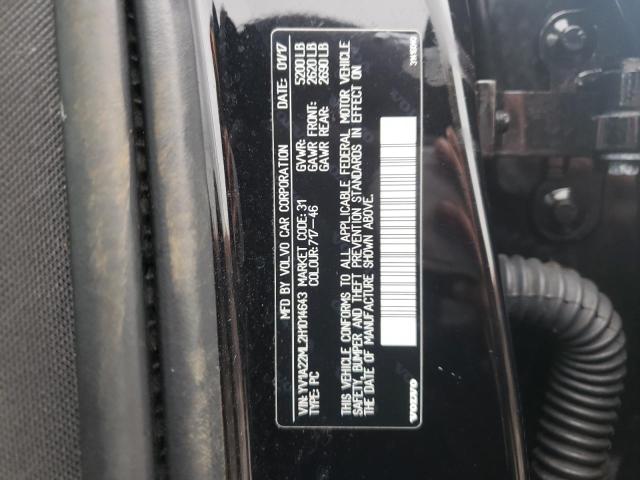 MFD BY VOLVO CAR CORPORATION DATE: 01/17
VIN: YV1A22ML2H1014643 MARKET CODE: 31 GVWR: 5200 LB
TYPE: PC COLOUR: 717-46 GAWR FRONT: 2620 LB
GAWR REAR: 2690 LB
THIS VEHICLE CONFORMS TO ALL APPLICABLE FEDERAL MOTOR VEHICLE
SAFETY, BUMPER AND THEFT PREVENTION STANDARDS IN EFFECT ON
THE DATE OF MANUFACTURE SHOWN ABOVE.
VOLVO